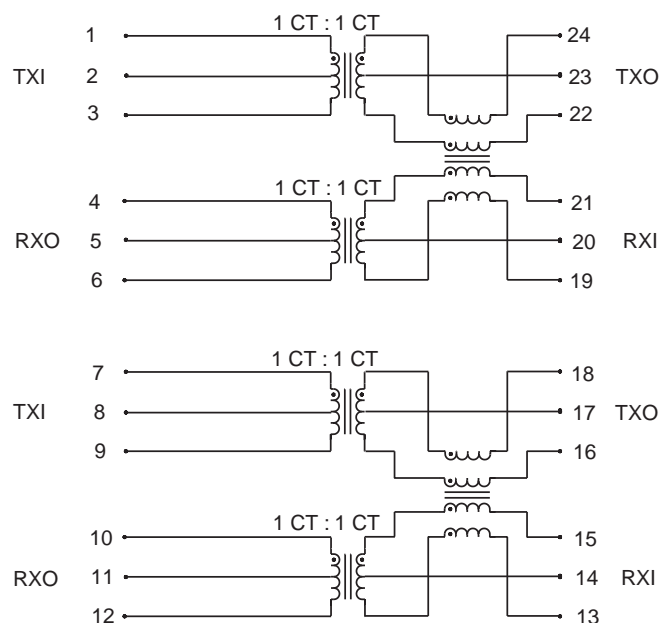 1 CT : 1 CT
1 24
TXI 2 23 TXO
3 22
1 CT : 1 CT
4 21
RXO 5 20 RXI
6 19
1 CT : 1 CT
7 18
TXI 8 17 TXO
9 16
1 CT : 1 CT
10 15
RXO 11 14 RXI
12 13